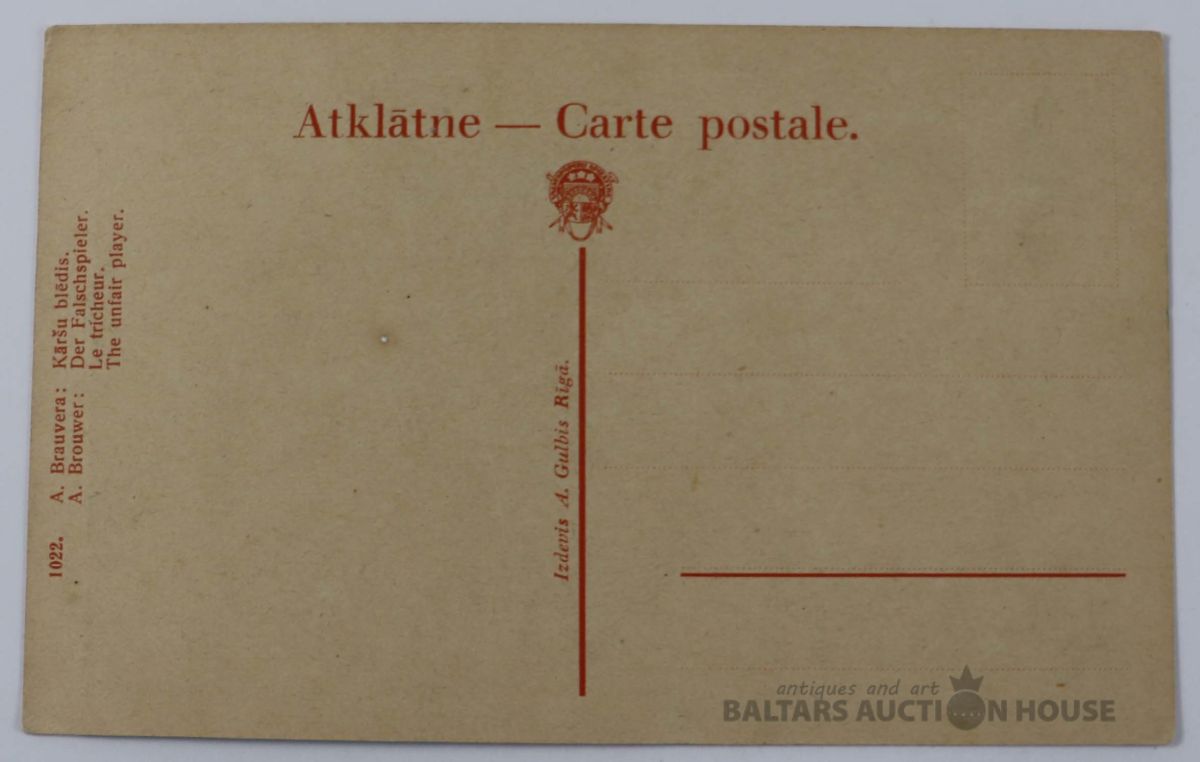 Atklātne — Carte postale.
1022. A. Brauvera: Kāršu blēdis.
A. Brouwer: Der Falschspieler.
Le tricheur.
The unfair player.
Izdevis A. Gulbis Rīgā.
antiques and art
BALTARS AUCTION HOUSE